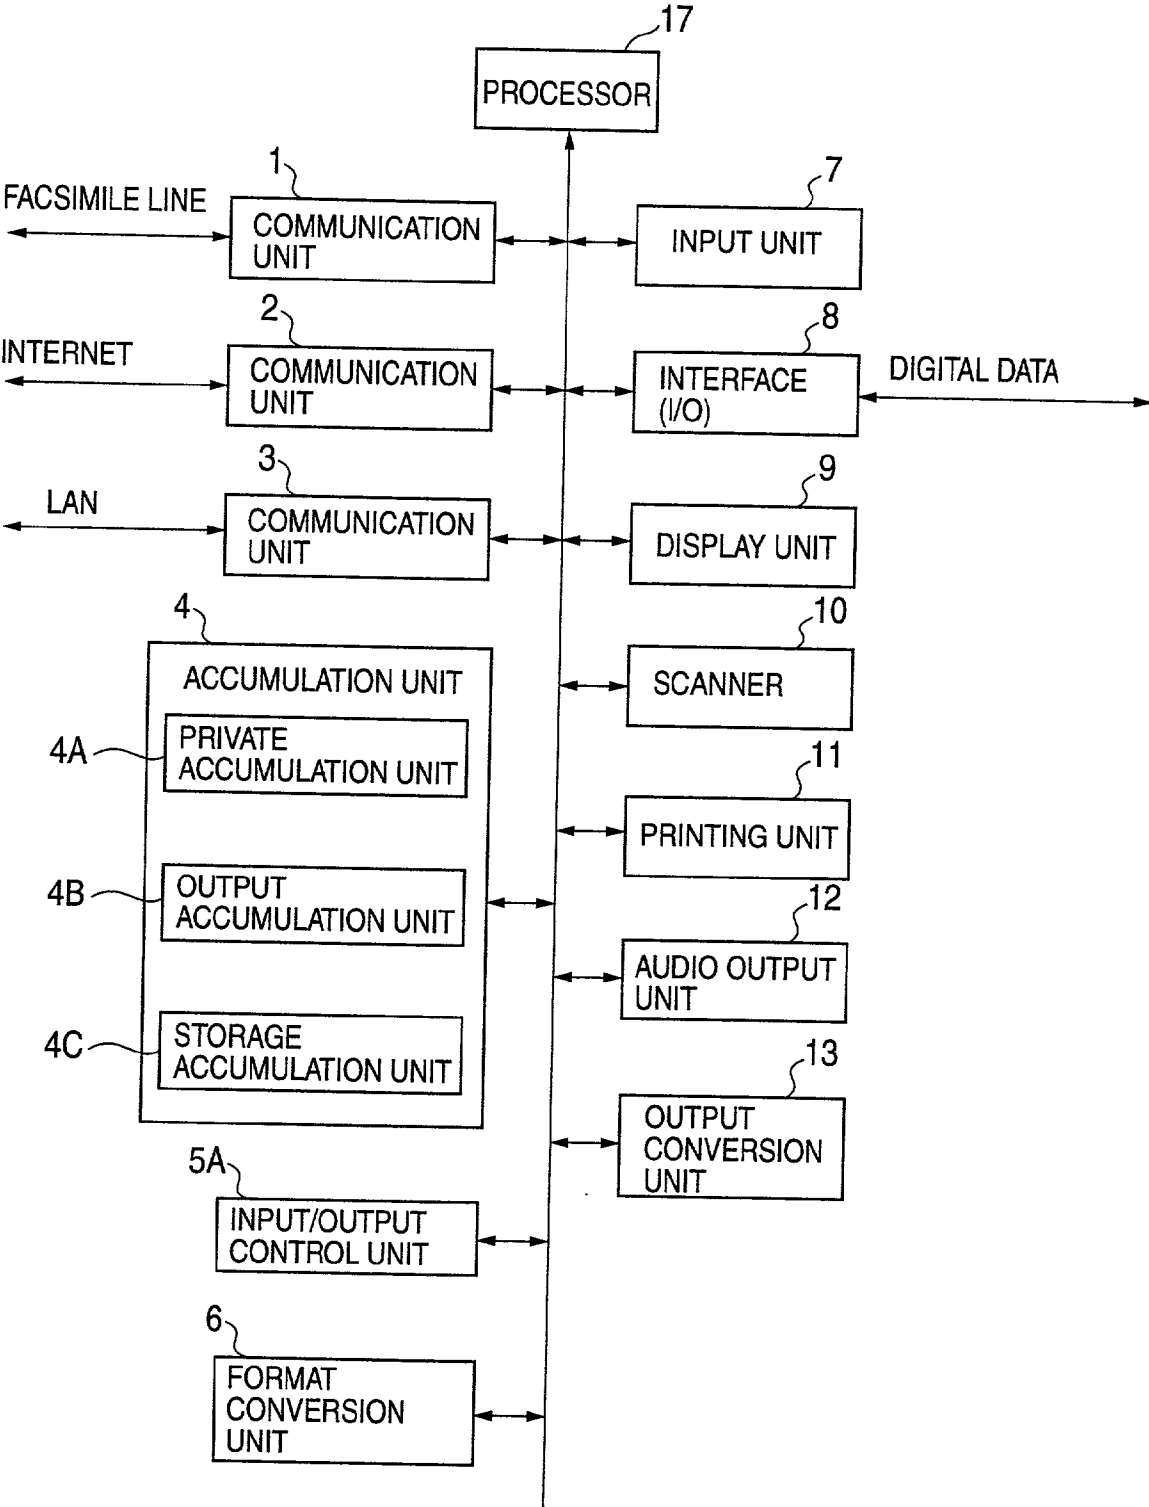 17
PROCESSOR
1
FACSIMILE LINE
COMMUNICATION
UNIT
7
INPUT UNIT
2
INTERNET
COMMUNICATION
UNIT
8
INTERFACE
(I/O)
DIGITAL DATA
3
LAN
COMMUNICATION
UNIT
9
DISPLAY UNIT
4
ACCUMULATION UNIT
4A
PRIVATE
ACCUMULATION UNIT
4B
OUTPUT
ACCUMULATION UNIT
4C
STORAGE
ACCUMULATION UNIT
10
SCANNER
11
PRINTING UNIT
12
AUDIO OUTPUT
UNIT
13
OUTPUT
CONVERSION
UNIT
5A
INPUT/OUTPUT
CONTROL UNIT
6
FORMAT
CONVERSION
UNIT